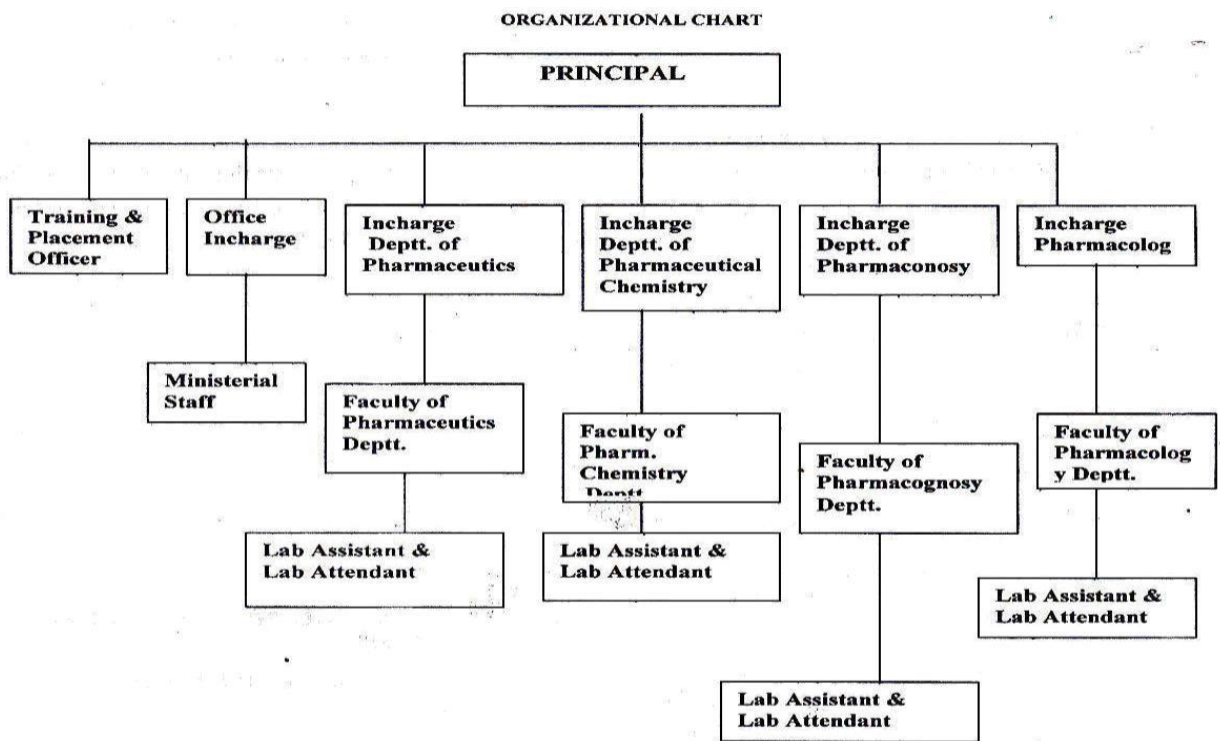 ORGANIZATIONAL CHART
PRINCIPAL
Training &
Placement
Officer
Office
Incharge
Incharge
Deptt. of
Pharmaceutics
Incharge
Deptt. of
Pharmaceutical
Chemistry
Incharge
Deptt. of
Pharmaconosy
Incharge
Pharmacolog
Ministerial
Staff
Faculty of
Pharmaceutics
Deptt.
Faculty of
Pharm.
Chemistry
Deptt
Faculty of
Pharmacognosy
Deptt.
Faculty of
Pharmacolog
y Deptt.
Lab Assistant &
Lab Attendant
Lab Assistant &
Lab Attendant
Lab Assistant &
Lab Attendant
Lab Assistant &
Lab Attendant